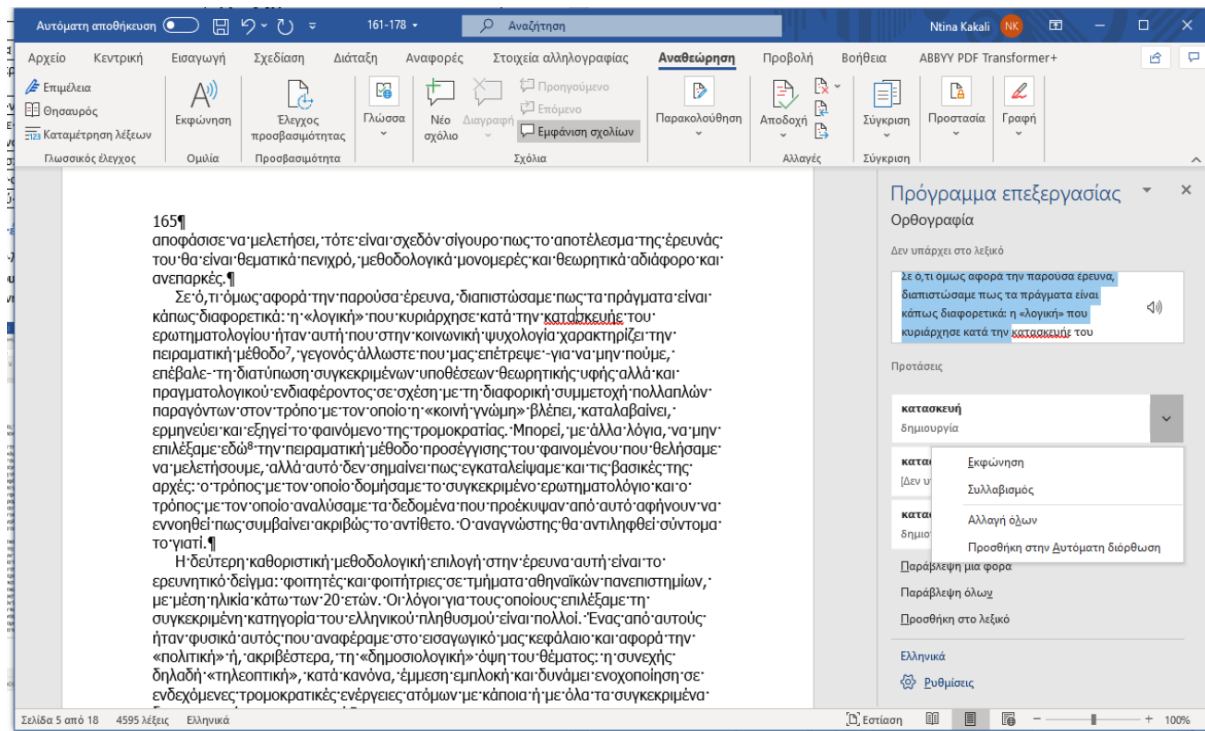 Αυτόματη αποθήκευση
161-178
Αναζήτηση
Ntina Kakali
NK
Αρχείο Κεντρική Εισαγωγή Σχεδίαση Διάταξη Αναφορές Στοιχεία αλληλογραφίας Αναθεώρηση Προβολή Βοήθεια ABBYY PDF Transformer+
Επιμέλεια
Θησαυρός
Καταμέτρηση λέξεων
Γλωσσικός έλεγχος
Εκφώνηση
Ομιλία
Έλεγχος
προσβασιμότητας
Προσβασιμότητα
Γλώσσα
Νέο
σχόλιο
Διαγραφή
Προηγούμενο
Επόμενο
Εμφάνιση σχολίων
Σχόλια
Παρακολούθηση
Αποδοχή
Αλλαγές
Σύγκριση
Σύγκριση
Προστασία
Γραφή
165¶
αποφάσισε·να·μελετήσει,·τότε·είναι·σχεδόν·σίγουρο·πως·το·αποτέλεσμα·της·έρευνάς·
του·θα·είναι·θεματικά·πενιχρό,·μεθοδολογικά·μονομερές·και·θεωρητικά·αδιάφορο·και·
ανεπαρκές.¶
Σε·ό,τι·όμως·αφορά·την·παρούσα·έρευνα,·διαπιστώσαμε·πως·τα·πράγματα·είναι·
κάπως·διαφορετικά:·η·«λογική»·που·κυριάρχησε·κατά·την·κατασκευήε·του·
ερωτηματολογίου·ήταν·αυτή·που·στην·κοινωνική·ψυχολογία·χαρακτηρίζει·την·
πειραματική·μέθοδο⁷,·γεγονός·άλλωστε·που·μας·επέτρεψε·-για·να·μην·πούμε,·
επέβαλε-·τη·διατύπωση·συγκεκριμένων·υποθέσεων·θεωρητικής·υφής·αλλά·και·
πραγματολογικού·ενδιαφέροντος·σε·σχέση·με·τη·διαφορική·συμμετοχή·πολλαπλών·
παραγόντων·στον·τρόπο·με·τον·οποίο·η·«κοινή·γνώμη»·βλέπει,·καταλαβαίνει,·
ερμηνεύει·και·εξηγεί·το·φαινόμενο·της·τρομοκρατίας.·Μπορεί,·με·άλλα·λόγια,·να·μην·
επιλέξαμε·εδώ⁸·την·πειραματική·μέθοδο·προσέγγισης·του·φαινομένου·που·θελήσαμε·
να·μελετήσουμε,·αλλά·αυτό·δεν·σημαίνει·πως·εγκαταλείψαμε·και·τις·βασικές·της·
αρχές:·ο·τρόπος·με·τον·οποίο·δομήσαμε·το·συγκεκριμένο·ερωτηματολόγιο·και·ο·
τρόπος·με·τον·οποίο·αναλύσαμε·τα·δεδομένα·που·προέκυψαν·από·αυτό·αφήνουν·να·
εννοηθεί·πως·συμβαίνει·ακριβώς·το·αντίθετο.·Ο·αναγνώστης·θα·αντιληφθεί·σύντομα·
το·γιατί.¶
Η·δεύτερη·καθοριστική·μεθοδολογική·επιλογή·στην·έρευνα·αυτή·είναι·το·
ερευνητικό·δείγμα:·φοιτητές·και·φοιτήτριες·σε·τμήματα·αθηναϊκών·πανεπιστημίων,·
με·μέση·ηλικία·κάτω·των·20·ετών.·Οι·λόγοι·για·τους·οποίους·επιλέξαμε·τη·
συγκεκριμένη·κατηγορία·του·ελληνικού·πληθυσμού·είναι·πολλοί.·Ένας·από·αυτούς·
ήταν·φυσικά·αυτός·που·αναφέραμε·στο·εισαγωγικό·μας·κεφάλαιο·και·αφορά·την·
«πολιτική»·ή,·ακριβέστερα,·τη·«δημοσιολογική»·όψη·του·θέματος:·η·συνεχής·
δηλαδή·«τηλεοπτική»,·κατά·κανόνα,·έμμεση·εμπλοκή·και·δυνάμει·ενοχοποίηση·σε·
ενδεχόμενες·τρομοκρατικές·ενέργειες·ατόμων·με·κάποια·ή·με·όλα·τα·συγκεκριμένα·
Πρόγραμμα επεξεργασίας
Ορθογραφία
Δεν υπάρχει στο λεξικό
Σε ό,τι όμως αφορά την παρούσα έρευνα,
διαπιστώσαμε πως τα πράγματα είναι
κάπως διαφορετικά: η «λογική» που
κυριάρχησε κατά την κατασκευήε του
Προτάσεις
κατασκευή
δημιουργία
Εκφώνηση
Συλλαβισμός
Αλλαγή όλων
Προσθήκη στην Αυτόματη διόρθωση
Παράβλεψη μία φορά
Παράβλεψη όλων
Προσθήκη στο λεξικό
Ελληνικά
Ρυθμίσεις
Σελίδα 5 από 18 4595 λέξεις Ελληνικά
Εστίαση
100%